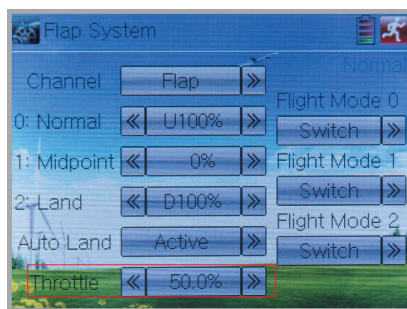 Flap System
Normal
Channel Flap »
Flight Mode 0
0: Normal « U100% »
Switch »
1: Midpoint « 0% »
Flight Mode 1
Switch »
2: Land « D100% »
Flight Mode 2
Auto Land Active »
Switch »
Throttle « 50.0% »